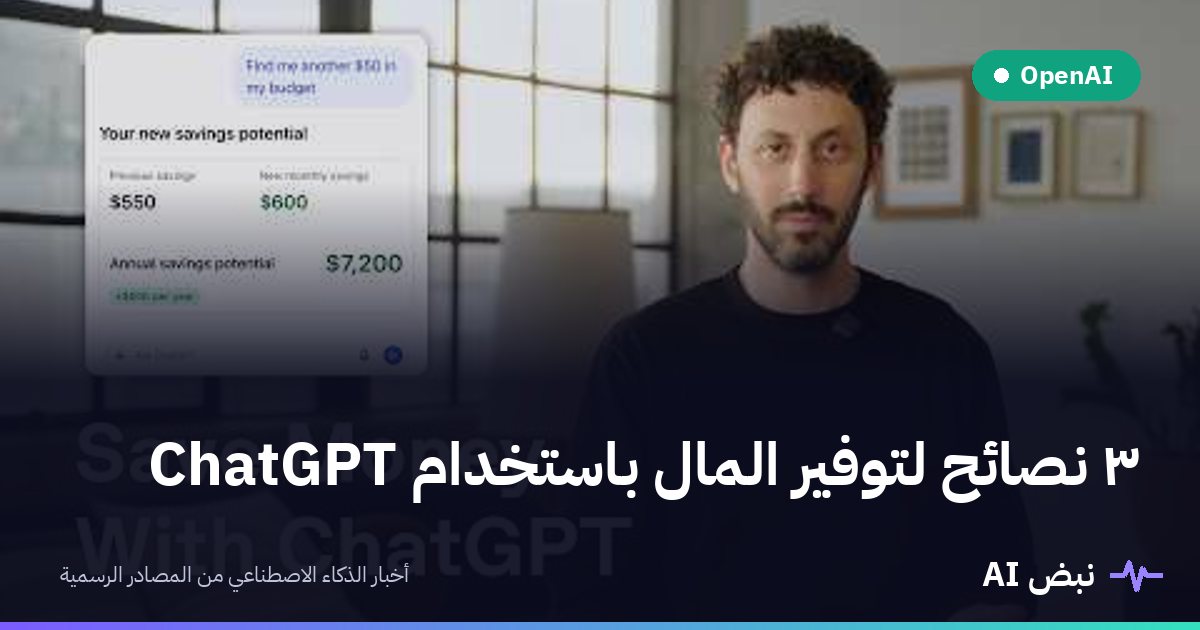 OpenAI
Find me another $50 in
my budget
Your new savings potential
Previous savings
New monthly savings
$550
$600
Annual savings potential
$7,200
Save Money
With ChatGPT
٣ نصائح لتوفير المال باستخدام ChatGPT
نبض AI
أخبار الذكاء الاصطناعي من المصادر الرسمية